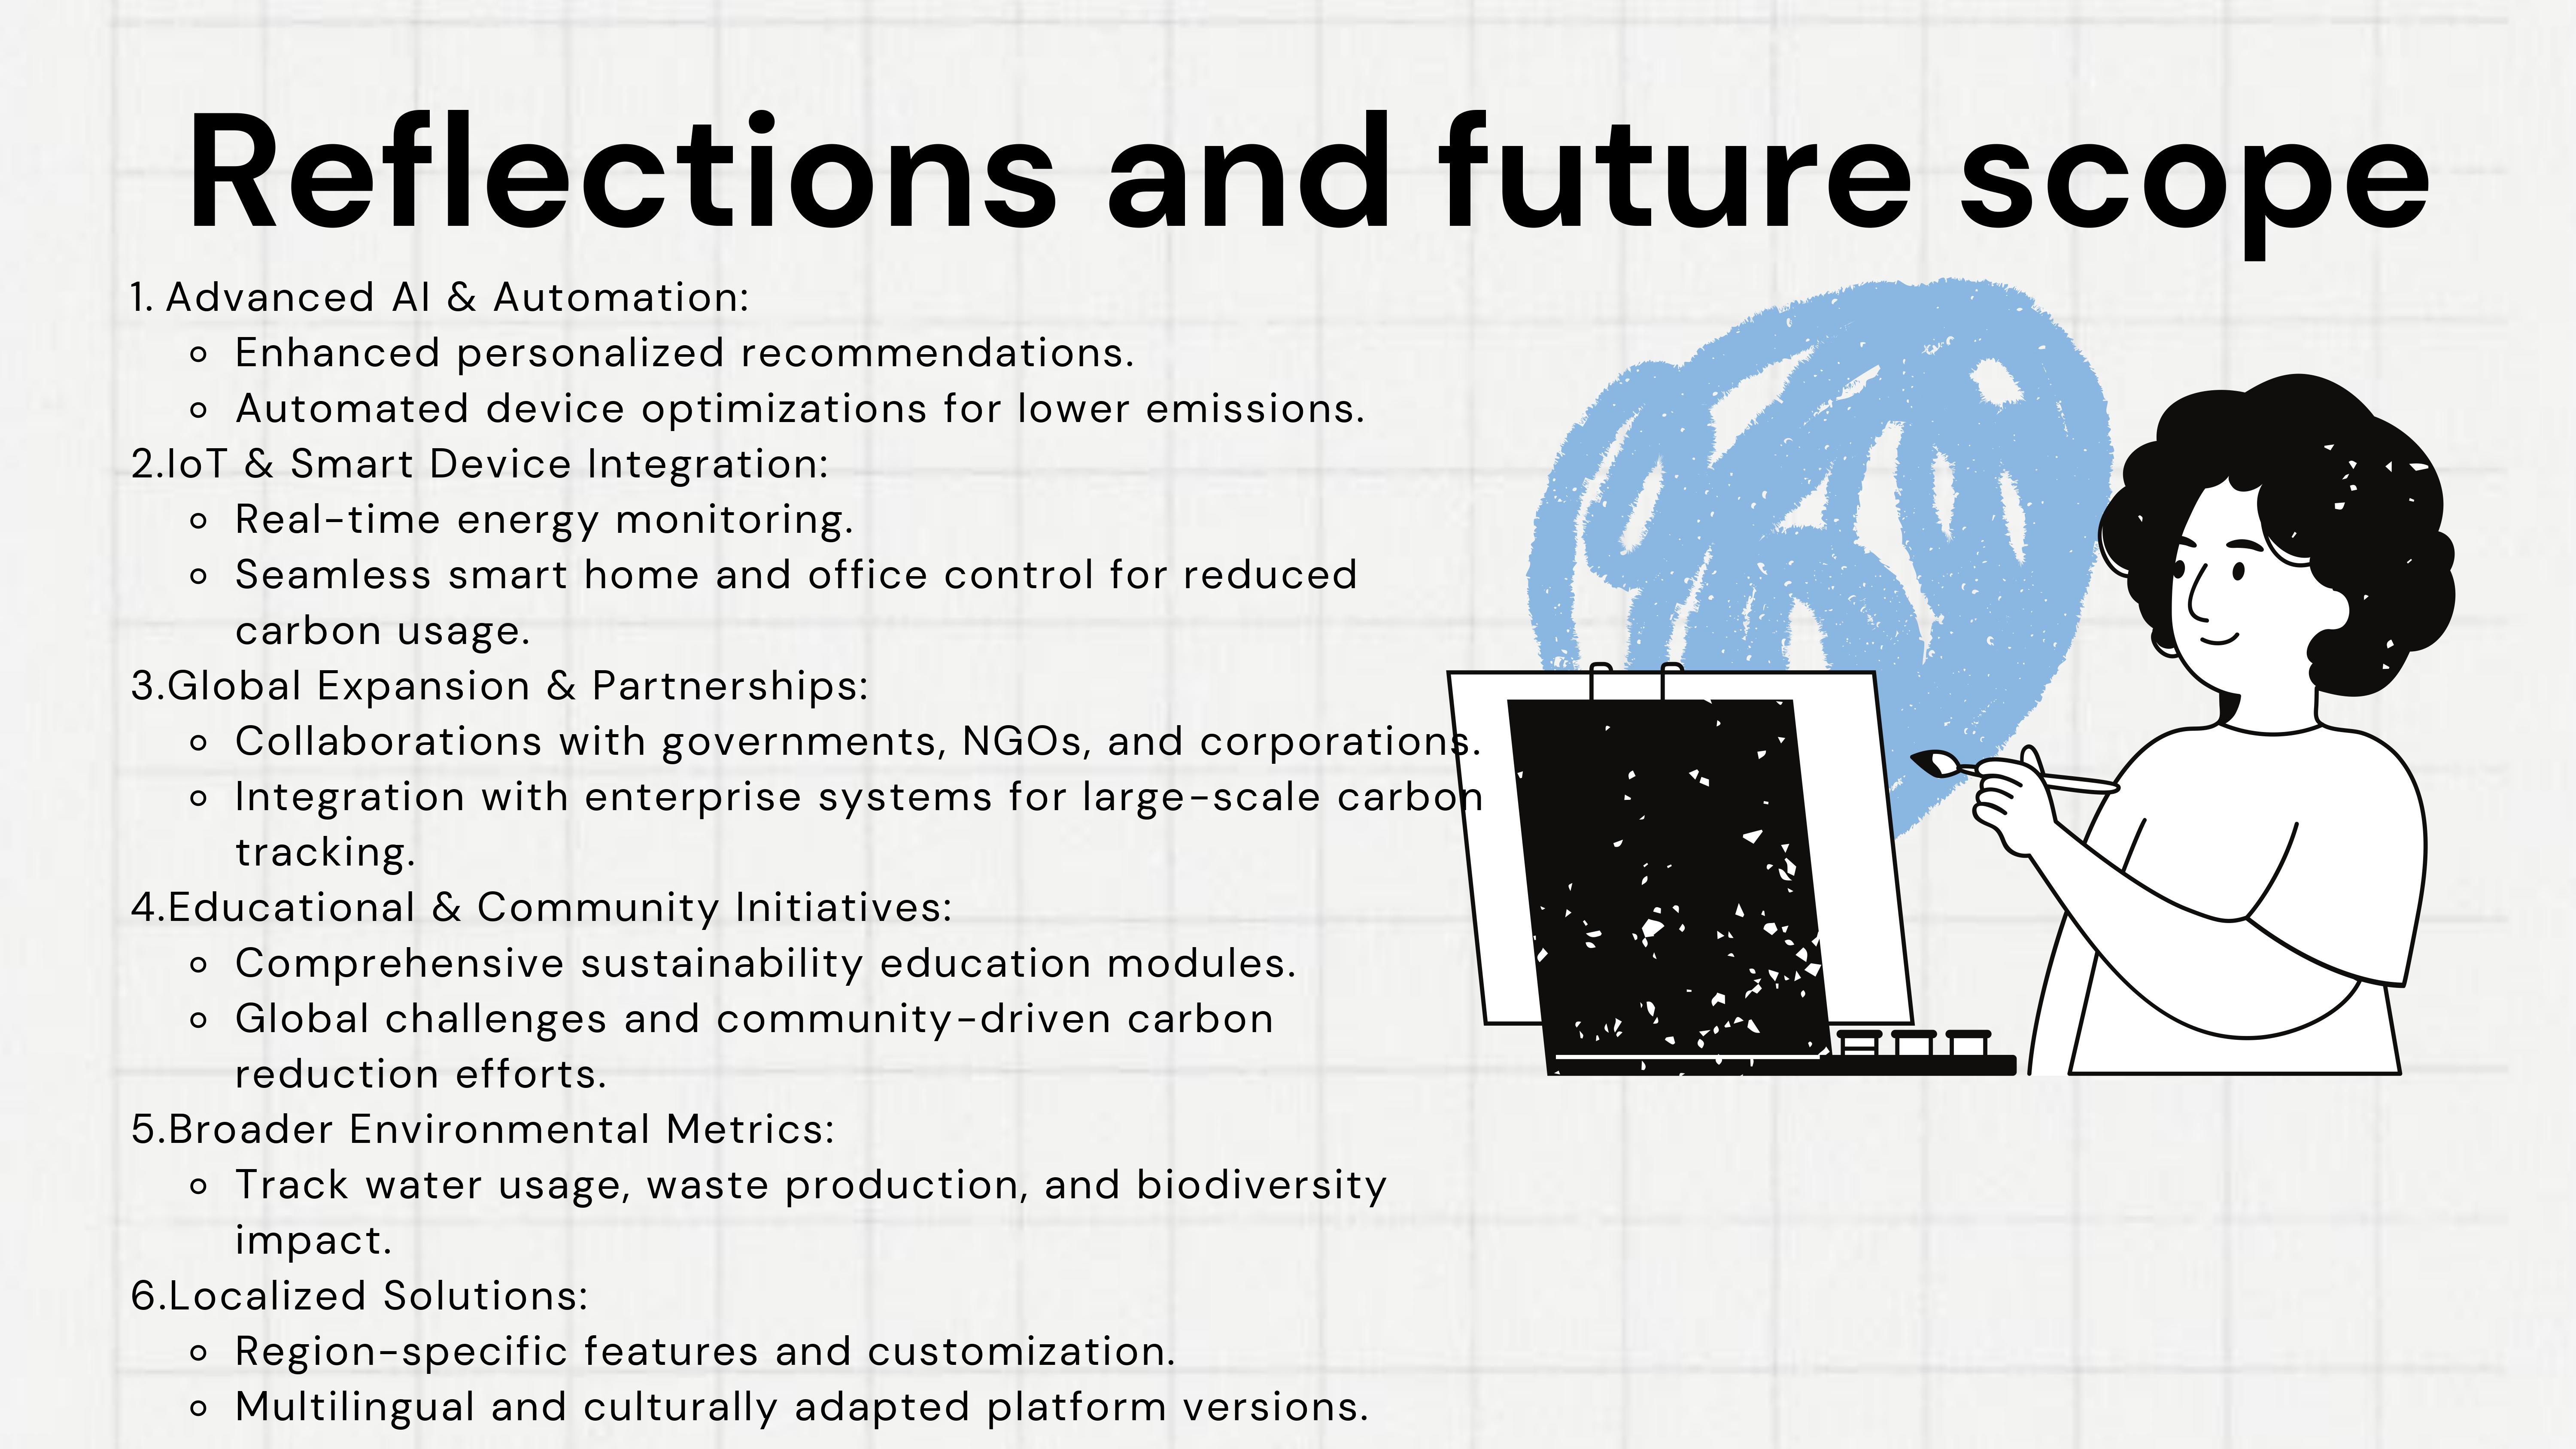 Reflections and future scope
1. Advanced AI & Automation:
Enhanced personalized recommendations.
Automated device optimizations for lower emissions.
2.IoT & Smart Device Integration:
Real-time energy monitoring.
Seamless smart home and office control for reduced
carbon usage.
3.Global Expansion & Partnerships:
Collaborations with governments, NGOs, and corporations.
Integration with enterprise systems for large-scale carbon
tracking.
4.Educational & Community Initiatives:
Comprehensive sustainability education modules.
Global challenges and community-driven carbon
reduction efforts.
5.Broader Environmental Metrics:
Track water usage, waste production, and biodiversity
impact.
6.Localized Solutions:
Region-specific features and customization.
Multilingual and culturally adapted platform versions.